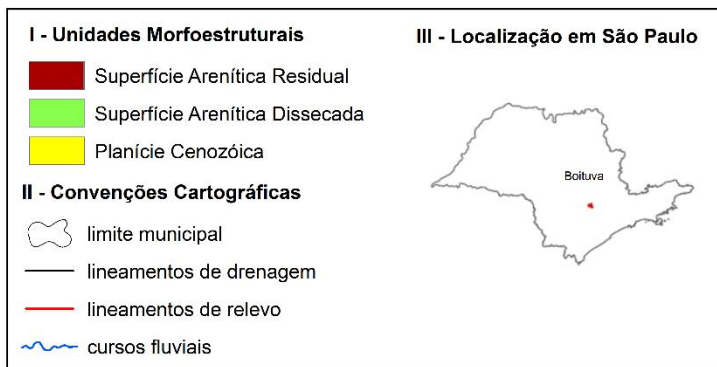 I - Unidades Morfoestruturais
Superfície Arenítica Residual
Superfície Arenítica Dissecada
Planície Cenozóica
II - Convenções Cartográficas
limite municipal
lineamentos de drenagem
lineamentos de relevo
cursos fluviais
III - Localização em São Paulo
Boituva